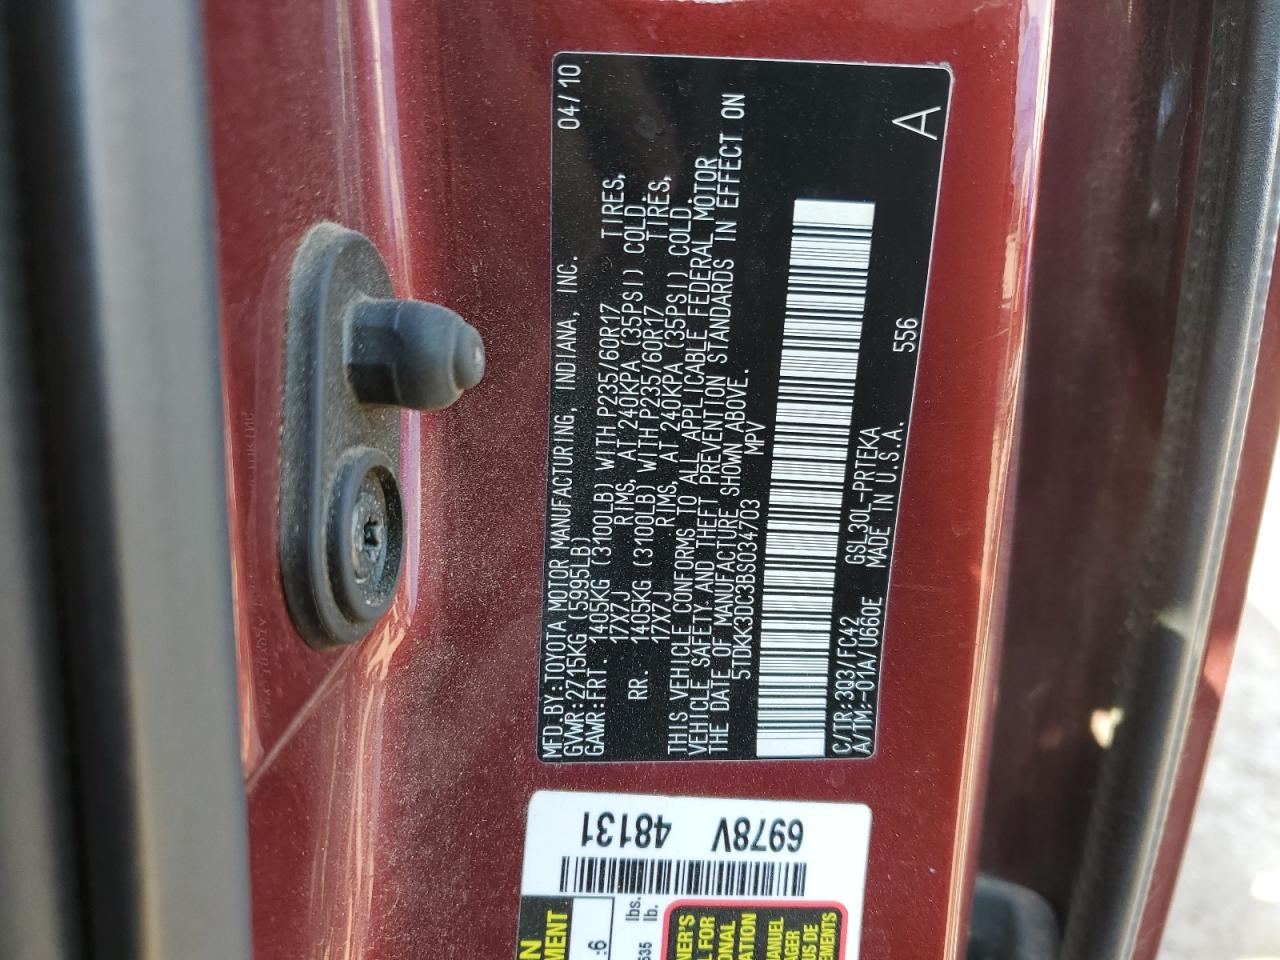 MFD.BY:TOYOTA MOTOR MANUFACTURING, INDIANA, INC. 04/10
GVWR:2715KG (5995LB)
GAWR:FRT. 1405KG (3100LB) WITH P235/60R17 TIRES,
17X7J RIMS, AT 240KPA (35PSI) COLD.
RR. 1405KG (3100LB) WITH P235/60R17 TIRES,
17X7J RIMS, AT 240KPA (35PSI) COLD.
THIS VEHICLE CONFORMS TO ALL APPLICABLE FEDERAL MOTOR
VEHICLE SAFETY AND THEFT PREVENTION STANDARDS IN EFFECT ON
THE DATE OF MANUFACTURE SHOWN ABOVE.
5TDKK3DC3BS034703 MPV
C/TR:3Q3/FC42 GSL30L-PRTEKA 556 A
A/TM:-01A/U660E MADE IN U.S.A.
48131 6978V